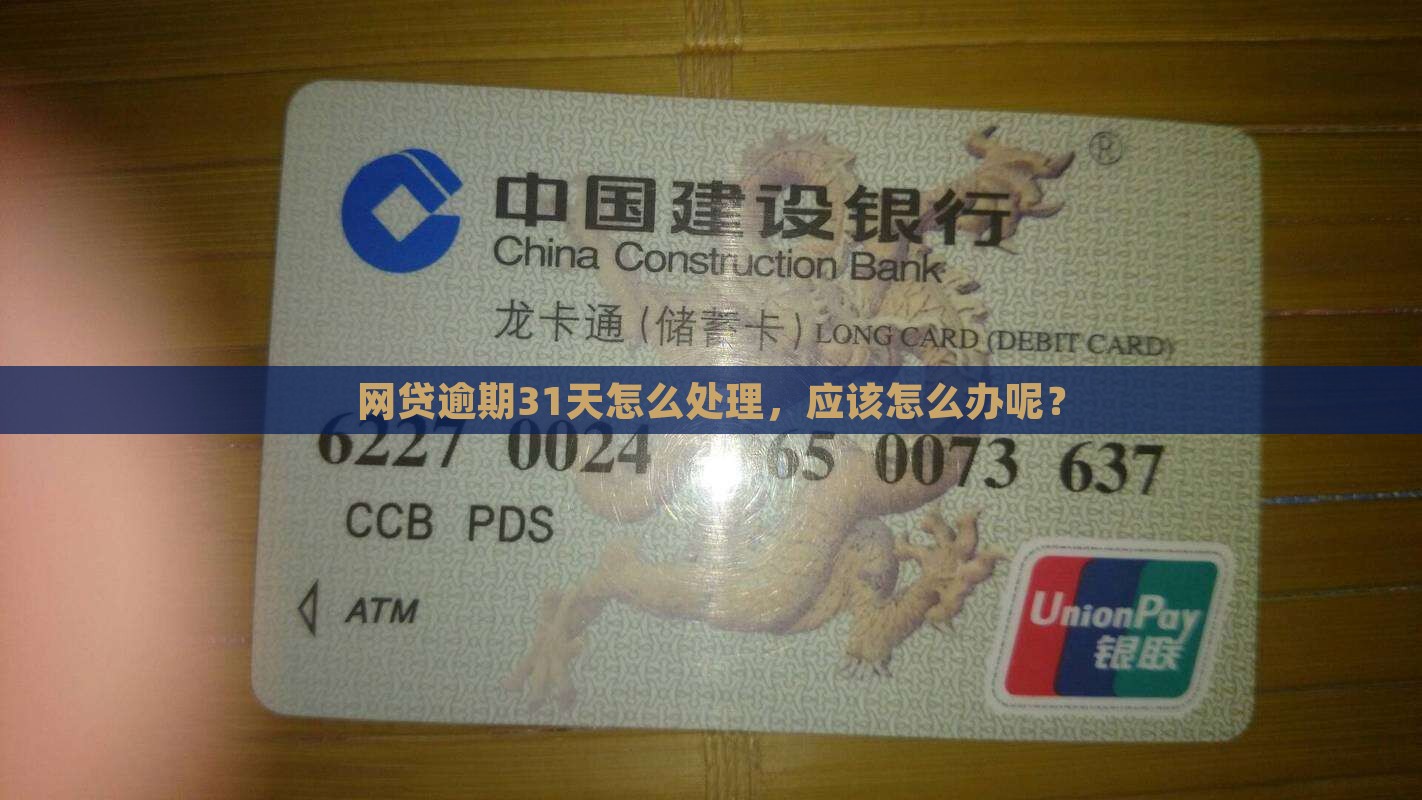 ®
中国建设银行
China Construction Bank
龙卡通(储蓄卡) LONG CARD (DEBIT CARD)
网贷逾期31天怎么处理，应该怎么办呢？
6227 0024 65 0073 637
CCB PDS
ATM
UnionPay
银联